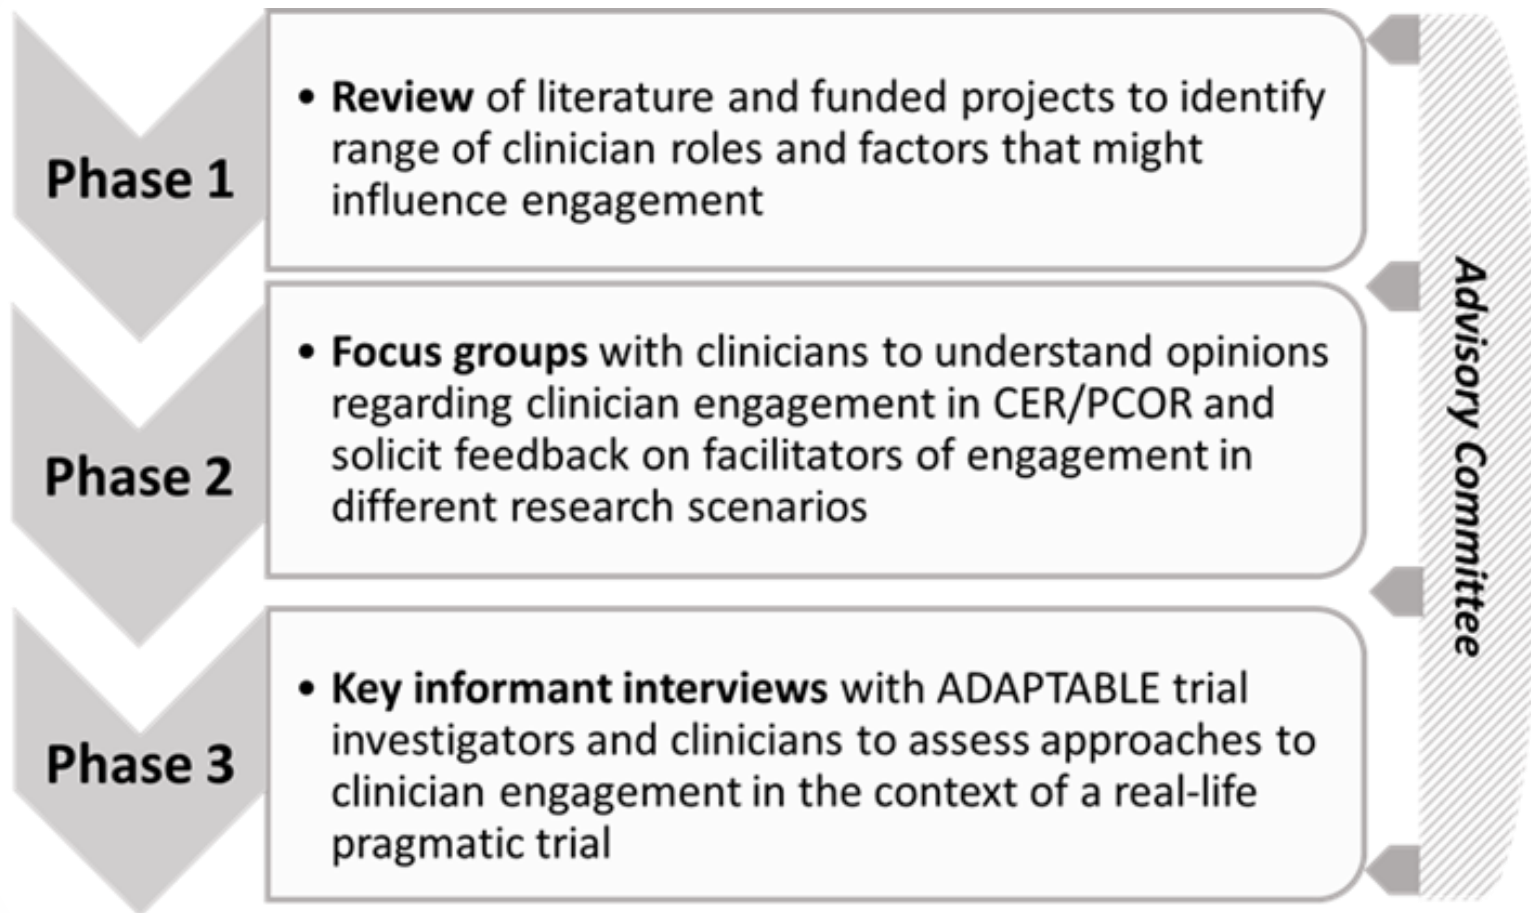 Phase 1
• Review of literature and funded projects to identify
range of clinician roles and factors that might
influence engagement
Phase 2
• Focus groups with clinicians to understand opinions
regarding clinician engagement in CER/PCOR and
solicit feedback on facilitators of engagement in
different research scenarios
Phase 3
• Key informant interviews with ADAPTABLE trial
investigators and clinicians to assess approaches to
clinician engagement in the context of a real-life
pragmatic trial
Advisory Committee